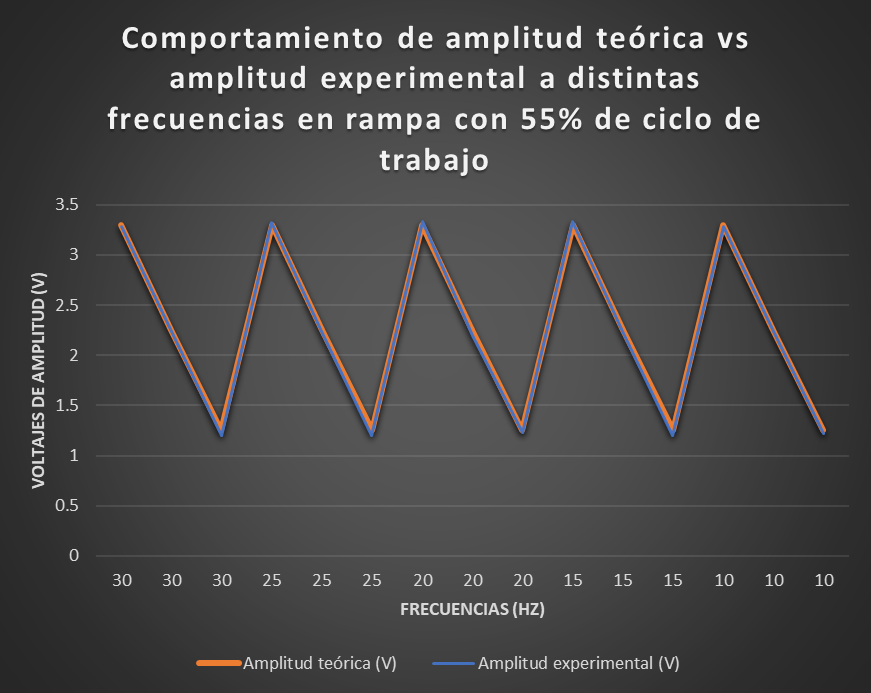 Comportamiento de amplitud teórica vs
amplitud experimental a distintas
frecuencias en rampa con 55% de ciclo de
trabajo
3.5
3
2.5
2
1.5
1
0.5
0
VOLTAJES DE AMPLITUD (V)
30 30 30 25 25 25 20 20 20 15 15 15 10 10 10
FRECUENCIAS (HZ)
Amplitud teórica (V) Amplitud experimental (V)